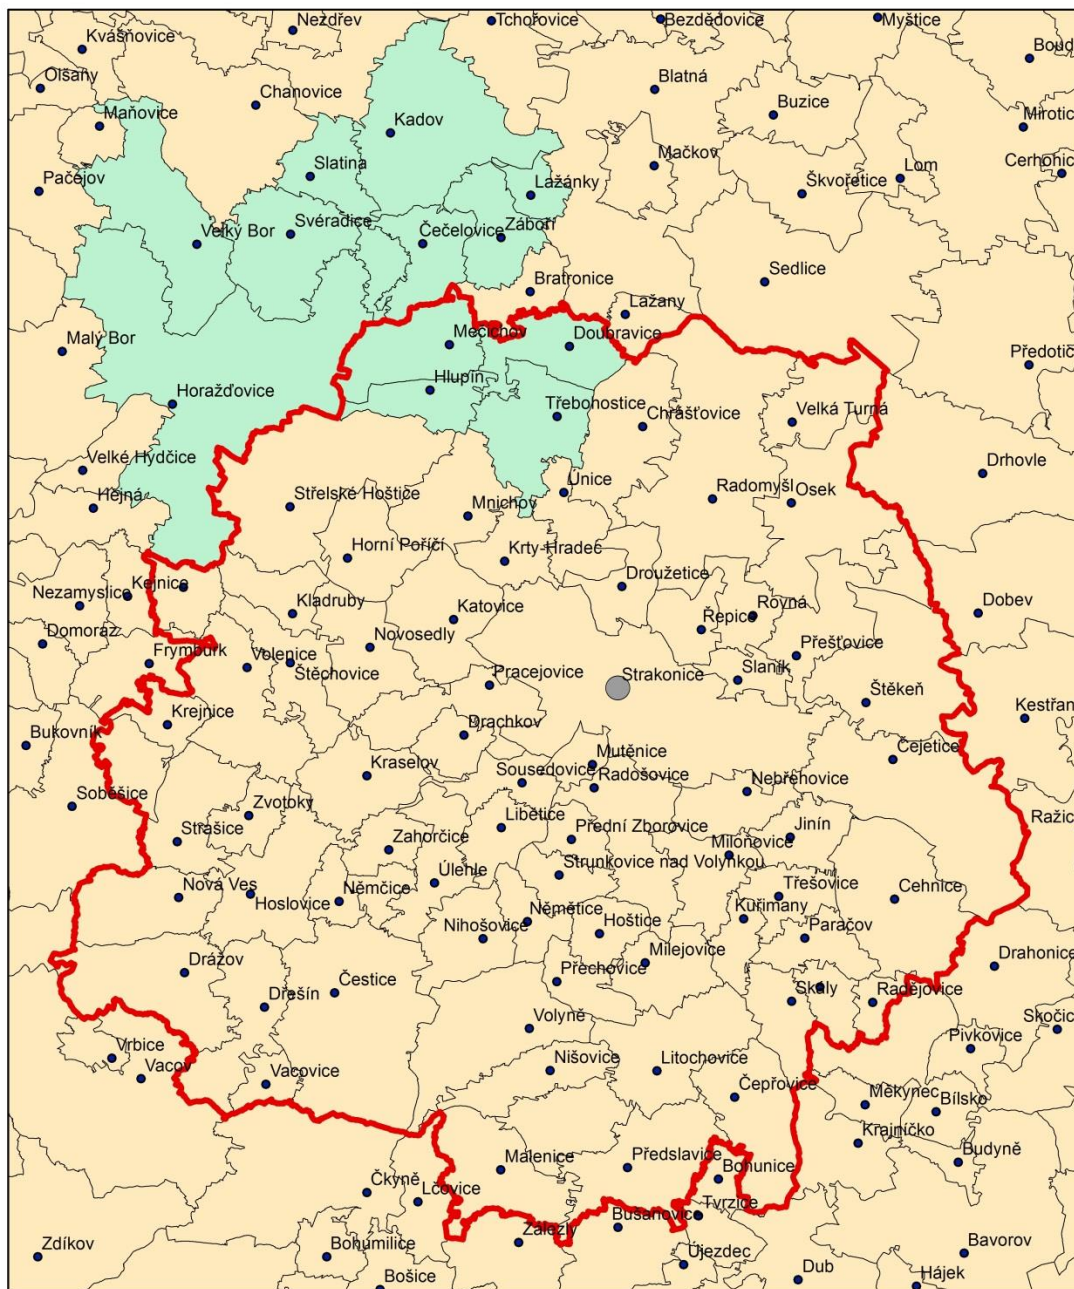 Nezdřev
Tchořovice
Bezdědovice
Myštice
Kvášňovice
Boud
Olšany
Chanovice
Blatná
Buzice
Maňovice
Kadov
Mirotic
Slatina
Mačkov
Lom
Cerhonic
Pačejov
Lažánky
Škvořetice
Velký Bor
Svéradice
Čečelovice
Záboří
Sedlice
Bratronice
Lažany
Malý Bor
Mečichov
Doubravice
Předotic
Horažďovice
Hlupín
Třebohostice
Chrášťovice
Velká Turná
Velké Hydčice
Drhovle
Hejná
Střelské Hoštice
Mnichov
Únice
Radomyšl
Osek
Horní Poříčí
Krty-Hradec
Droužetice
Nezamyslice
Kejnice
Kladruby
Katovice
Řepice
Rovná
Dobev
Domoraz
Frymburk
Volenice
Štěchovice
Novosedly
Pracejovice
Strakonice
Slaník
Přešťovice
Štěkeň
Krejnice
Kestřan
Bukovník
Drachkov
Čejetice
Kraselov
Mutěnice
Soběšice
Sousedovice
Radošovice
Nebřehovice
Zvotoky
Ražic
Strašice
Zahorčice
Libětice
Přední Zborovice
Jinín
Milonovice
Strunkovice nad Volyňkou
Úlehle
Nová Ves
Hoslovice
Němčice
Třešovice
Cehnice
Kuřimany
Nihošovice
Němětice
Hoštice
Paračov
Drážov
Milejovice
Drahonice
Dřešín
Čestice
Přechovice
Skály
Radějovice
Skočic
Volyně
Vrbice
Pivkovice
Vacov
Vacovice
Nišovice
Litochovice
Čepřovice
Měkynec
Bílsko
Krajníčko
Malenice
Předslavice
Bohunice
Budyně
Čkyně
Lčovice
Tvrzice
Bušanovice
Zálezly
Zdíkov
Bohumilice
Bošice
Újezdec
Dub
Bavorov
Hájek